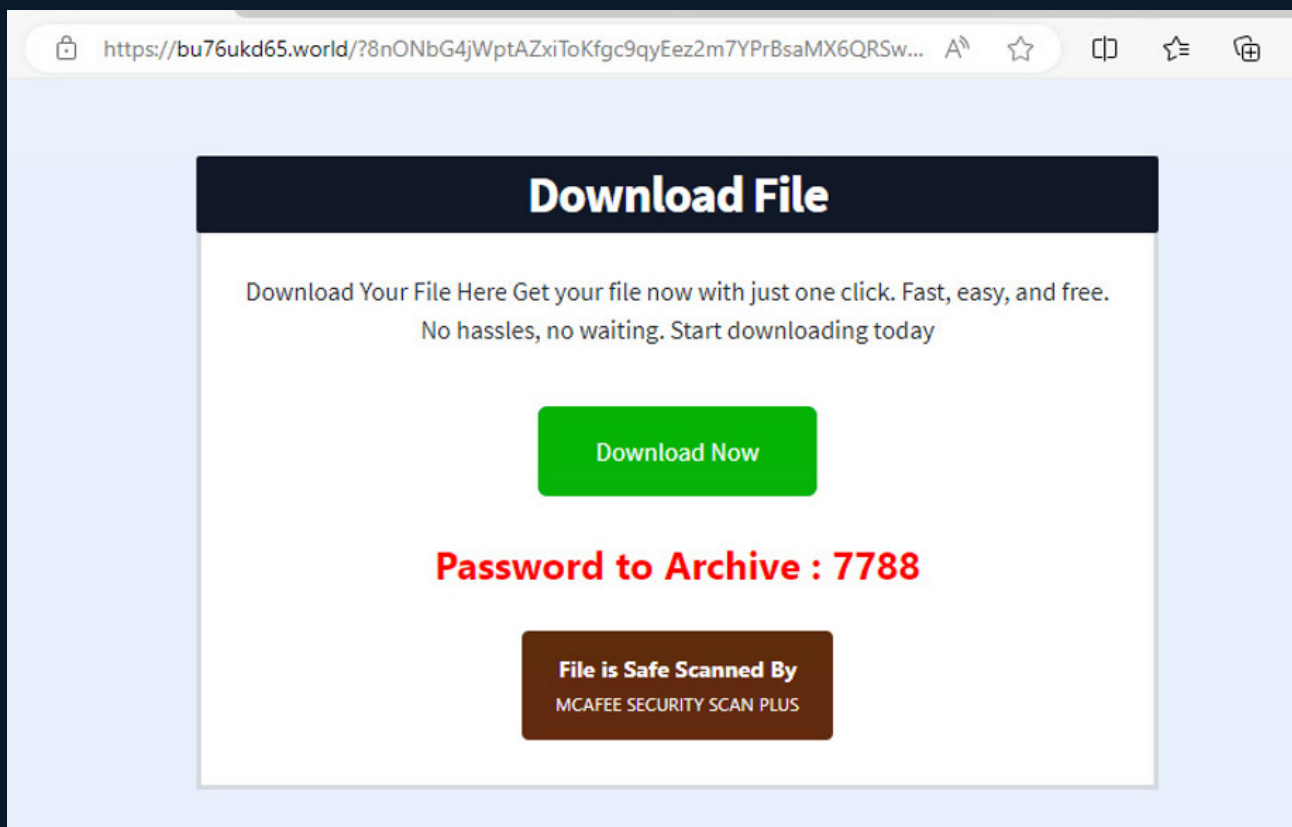 https://bu76ukd65.world/?8nONbG4jWptAZxiToKfgc9qyEez2m7YPrBsaMX6QRSw...
Download File
Download Your File Here Get your file now with just one click. Fast, easy, and free.
No hassles, no waiting. Start downloading today
Download Now
Password to Archive : 7788
File is Safe Scanned By
MCAFEE SECURITY SCAN PLUS